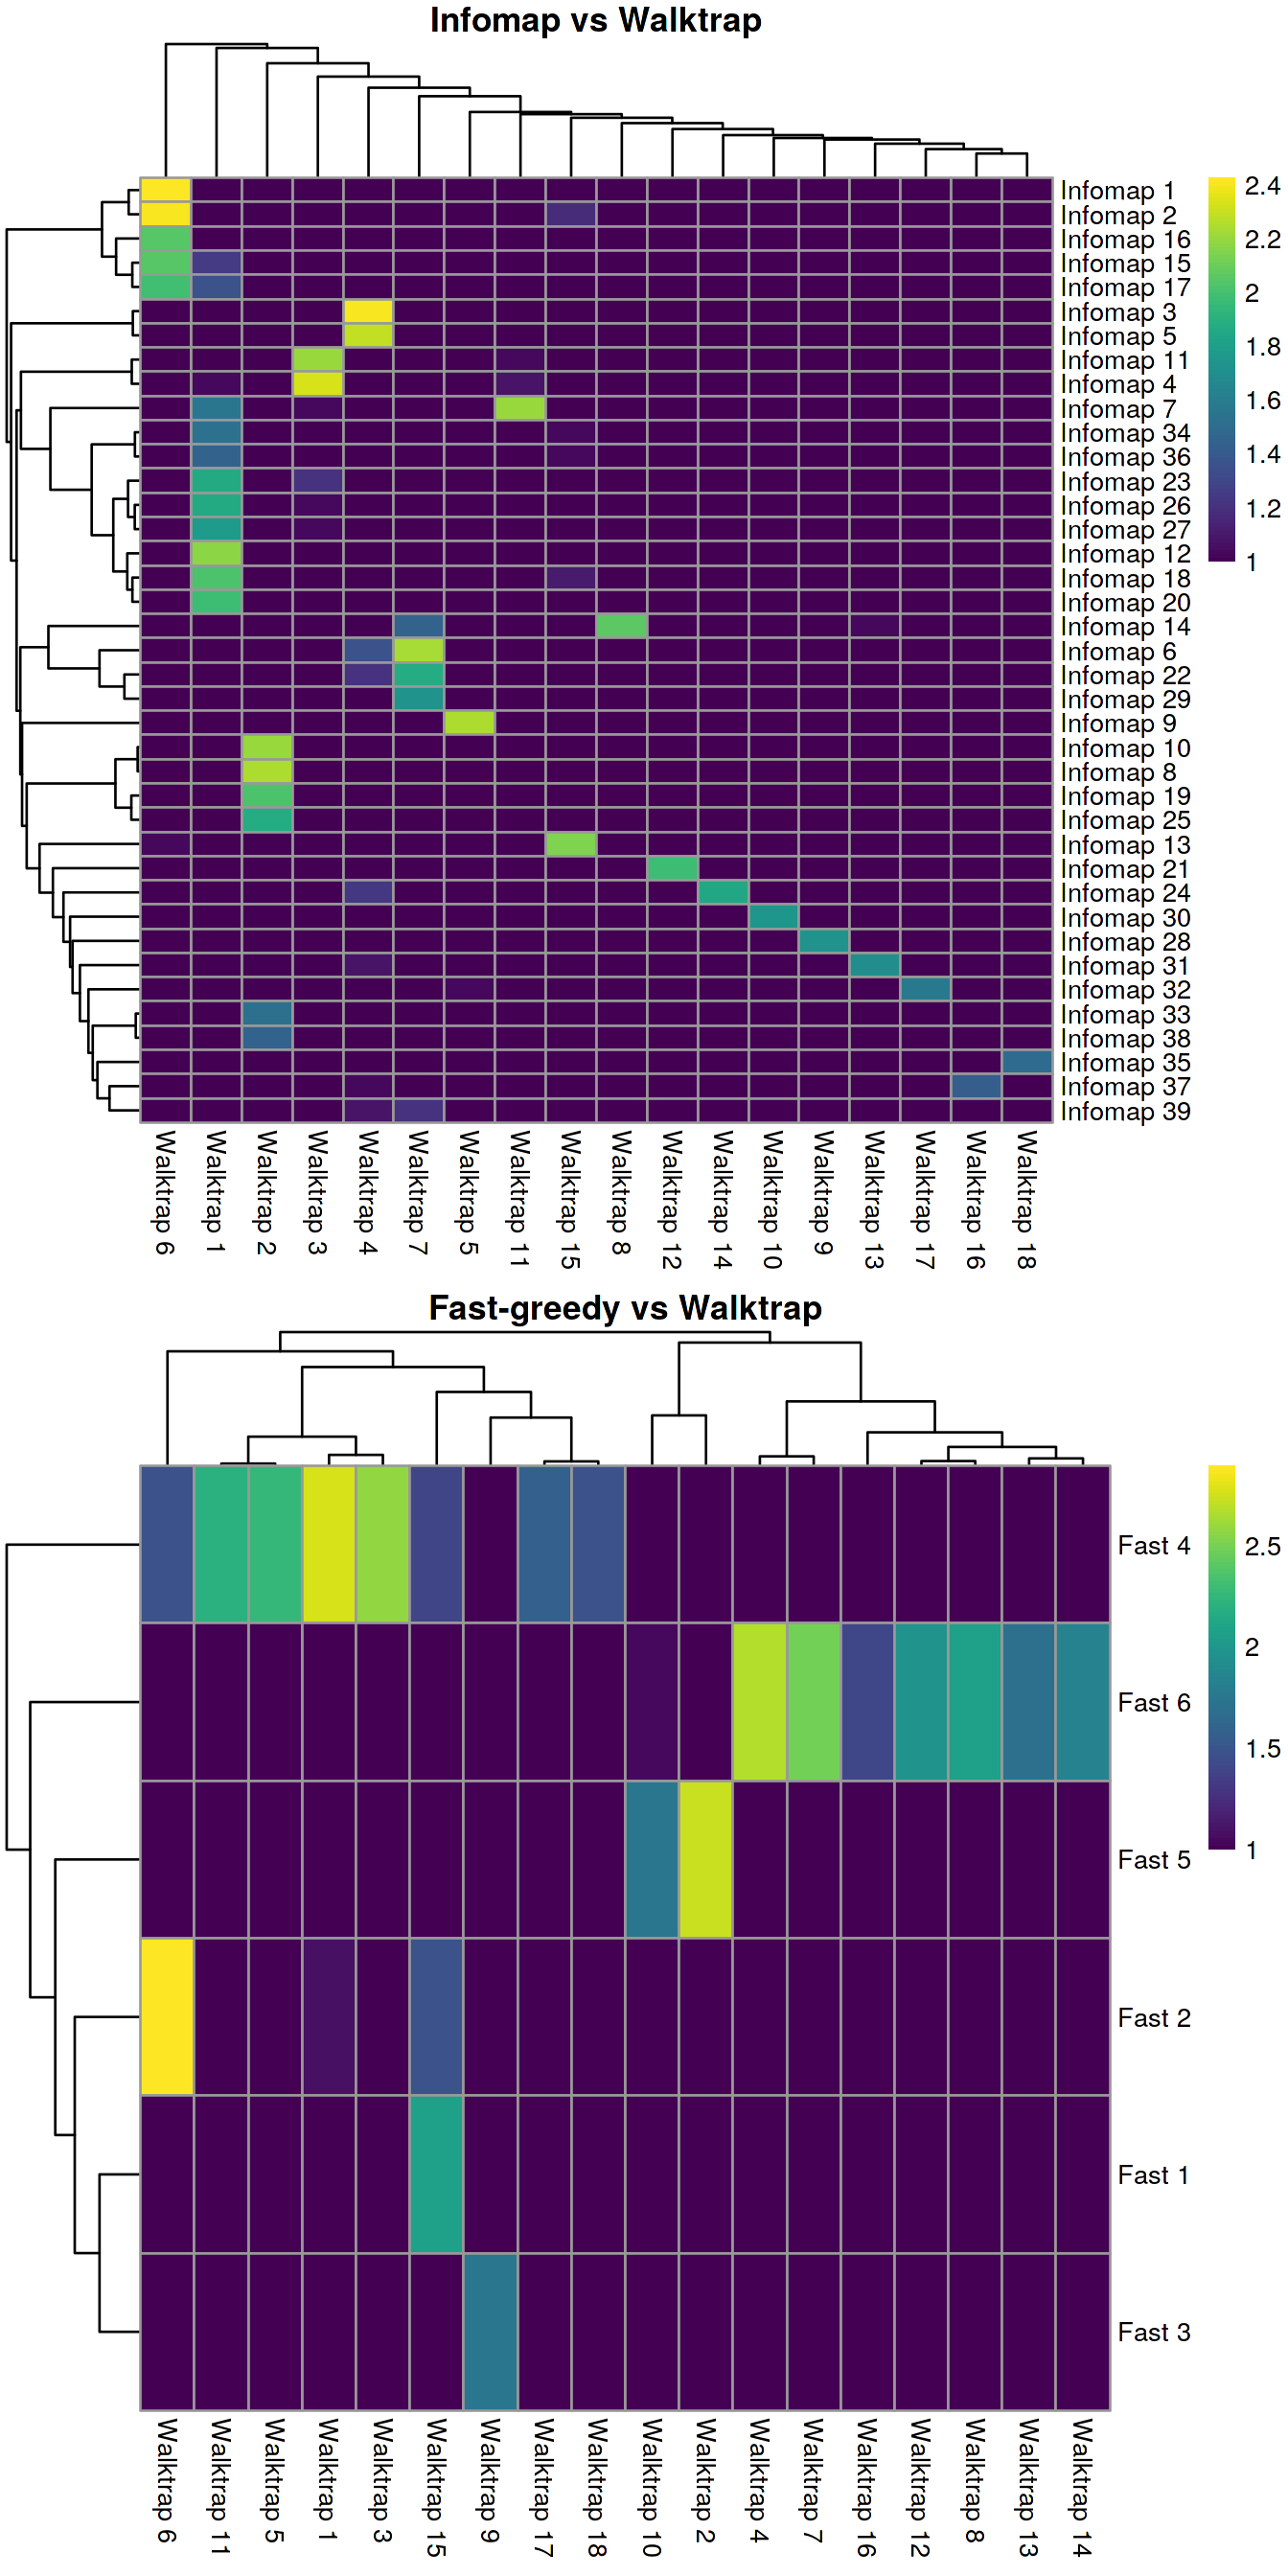 Infomap vs Walktrap
Infomap 1
Infomap 2
Infomap 16
Infomap 15
Infomap 17
Infomap 3
Infomap 5
Infomap 11
Infomap 4
Infomap 7
Infomap 34
Infomap 36
Infomap 23
Infomap 26
Infomap 27
Infomap 12
Infomap 18
Infomap 20
Infomap 14
Infomap 6
Infomap 22
Infomap 29
Infomap 9
Infomap 10
Infomap 8
Infomap 19
Infomap 25
Infomap 13
Infomap 21
Infomap 24
Infomap 30
Infomap 28
Infomap 31
Infomap 32
Infomap 33
Infomap 38
Infomap 35
Infomap 37
Infomap 39
2.4
2.2
2
1.8
1.6
1.4
1.2
1
Walktrap 6
Walktrap 1
Walktrap 2
Walktrap 3
Walktrap 4
Walktrap 7
Walktrap 5
Walktrap 11
Walktrap 15
Walktrap 8
Walktrap 12
Walktrap 14
Walktrap 10
Walktrap 9
Walktrap 13
Walktrap 17
Walktrap 16
Walktrap 18
Fast-greedy vs Walktrap
Fast 4
Fast 6
Fast 5
Fast 2
Fast 1
Fast 3
2.5
2
1.5
1
Walktrap 6
Walktrap 11
Walktrap 5
Walktrap 1
Walktrap 3
Walktrap 15
Walktrap 9
Walktrap 17
Walktrap 18
Walktrap 10
Walktrap 2
Walktrap 4
Walktrap 7
Walktrap 16
Walktrap 12
Walktrap 8
Walktrap 13
Walktrap 14